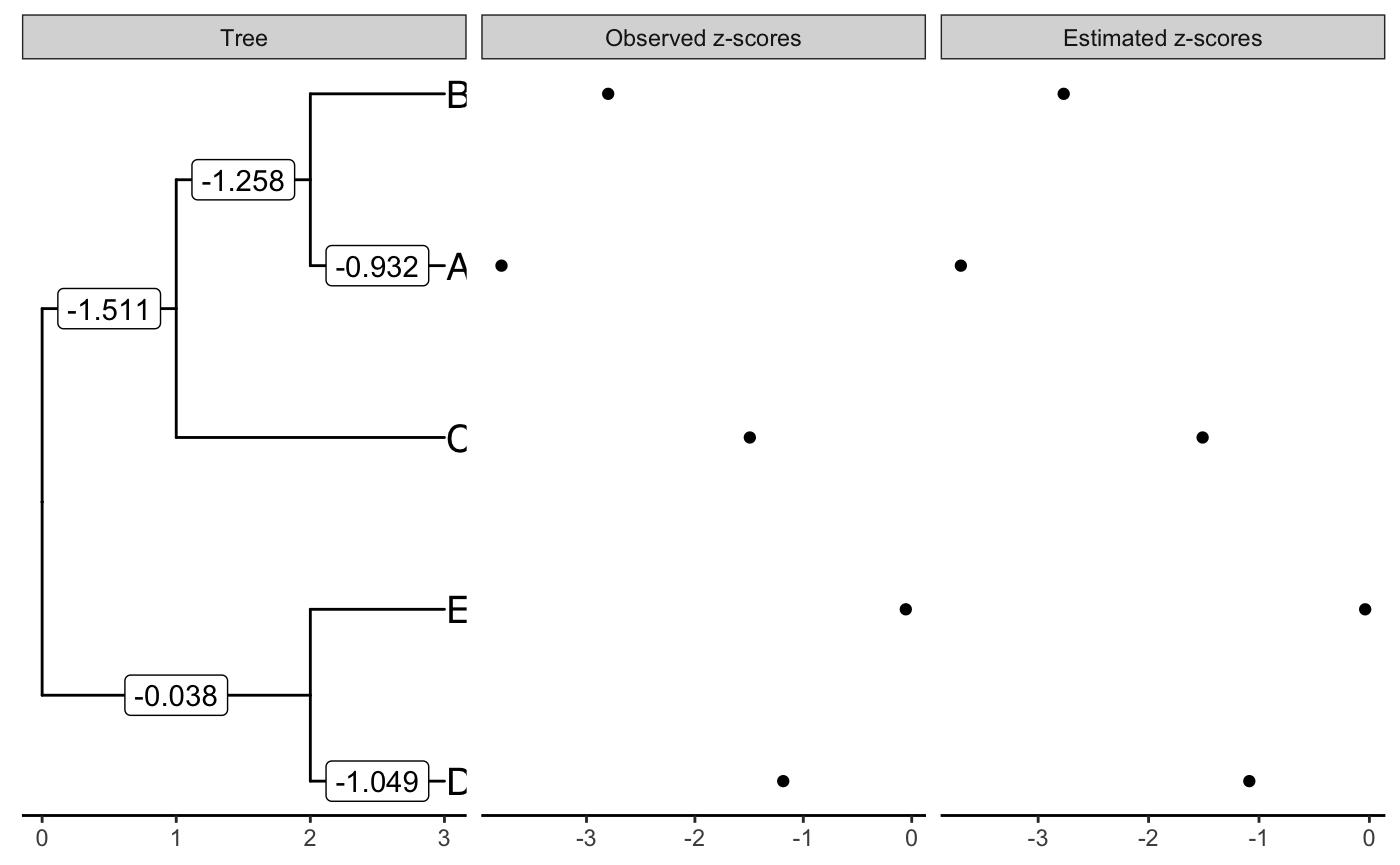 Tree Observed z-scores Estimated z-scores
B
-1.258
-0.932 A
-1.511
C
E
-0.038
-1.049 D
0 1 2 3 -3 -2 -1 0 -3 -2 -1 0